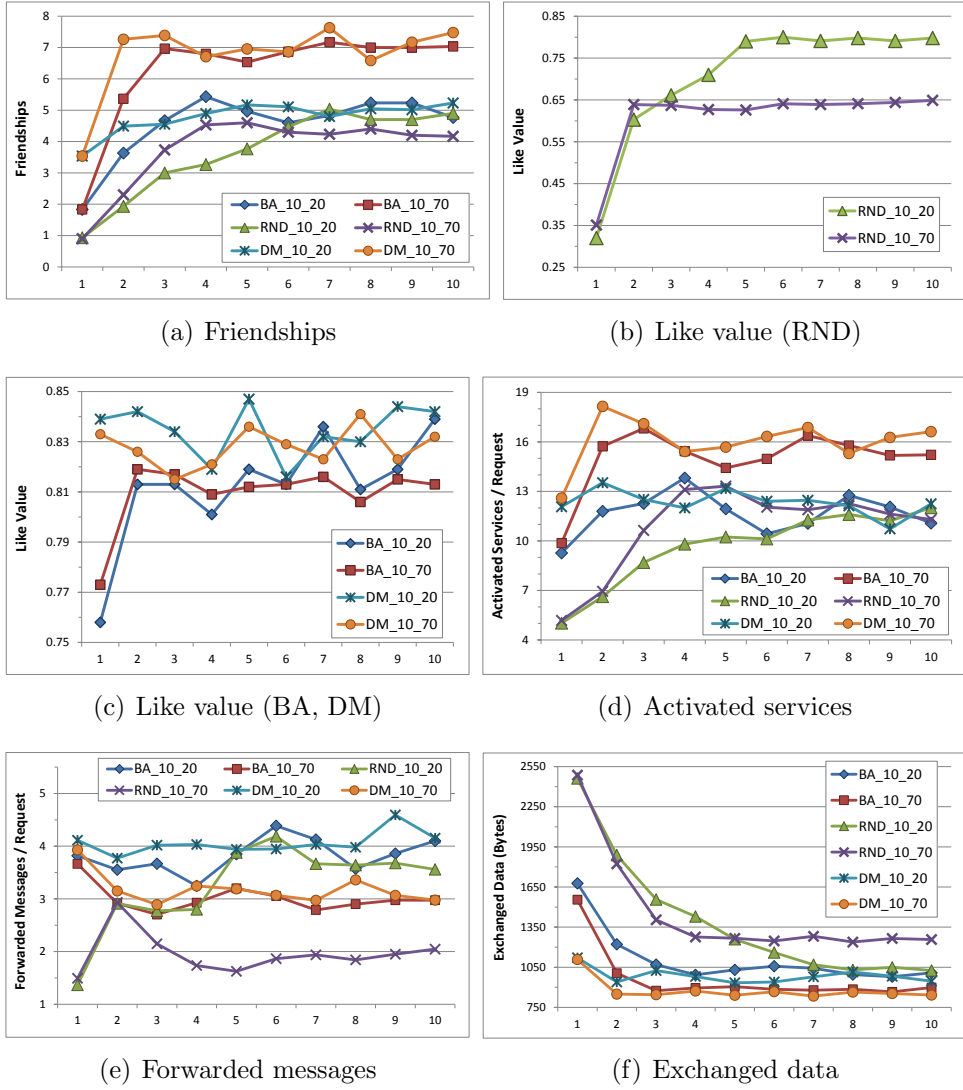 8
7
6
5
4
3
2
1
0
Friendships
BA_10_20 BA_10_70
RND_10_20 RND_10_70
DM_10_20 DM_10_70
1 2 3 4 5 6 7 8 9 10
(a) Friendships
0.85
0.75
0.65
0.55
0.45
0.35
0.25
Like Value
RND_10_20
RND_10_70
1 2 3 4 5 6 7 8 9 10
(b) Like value (RND)
0.85
0.83
0.81
0.79
0.77
0.75
Like Value
BA_10_20
BA_10_70
DM_10_20
DM_10_70
1 2 3 4 5 6 7 8 9 10
(c) Like value (BA, DM)
19
16
13
10
7
4
Activated Services / Request
BA_10_20 BA_10_70
RND_10_20 RND_10_70
DM_10_20 DM_10_70
1 2 3 4 5 6 7 8 9 10
(d) Activated services
BA_10_20 BA_10_70 RND_10_20
RND_10_70 DM_10_20 DM_10_70
5
4
3
2
1
Forwarded Messages / Request
1 2 3 4 5 6 7 8 9 10
(e) Forwarded messages
2550
2250
1950
1650
1350
1050
750
Exchanged Data (Bytes)
BA_10_20
BA_10_70
RND_10_20
RND_10_70
DM_10_20
DM_10_70
1 2 3 4 5 6 7 8 9 10
(f) Exchanged data